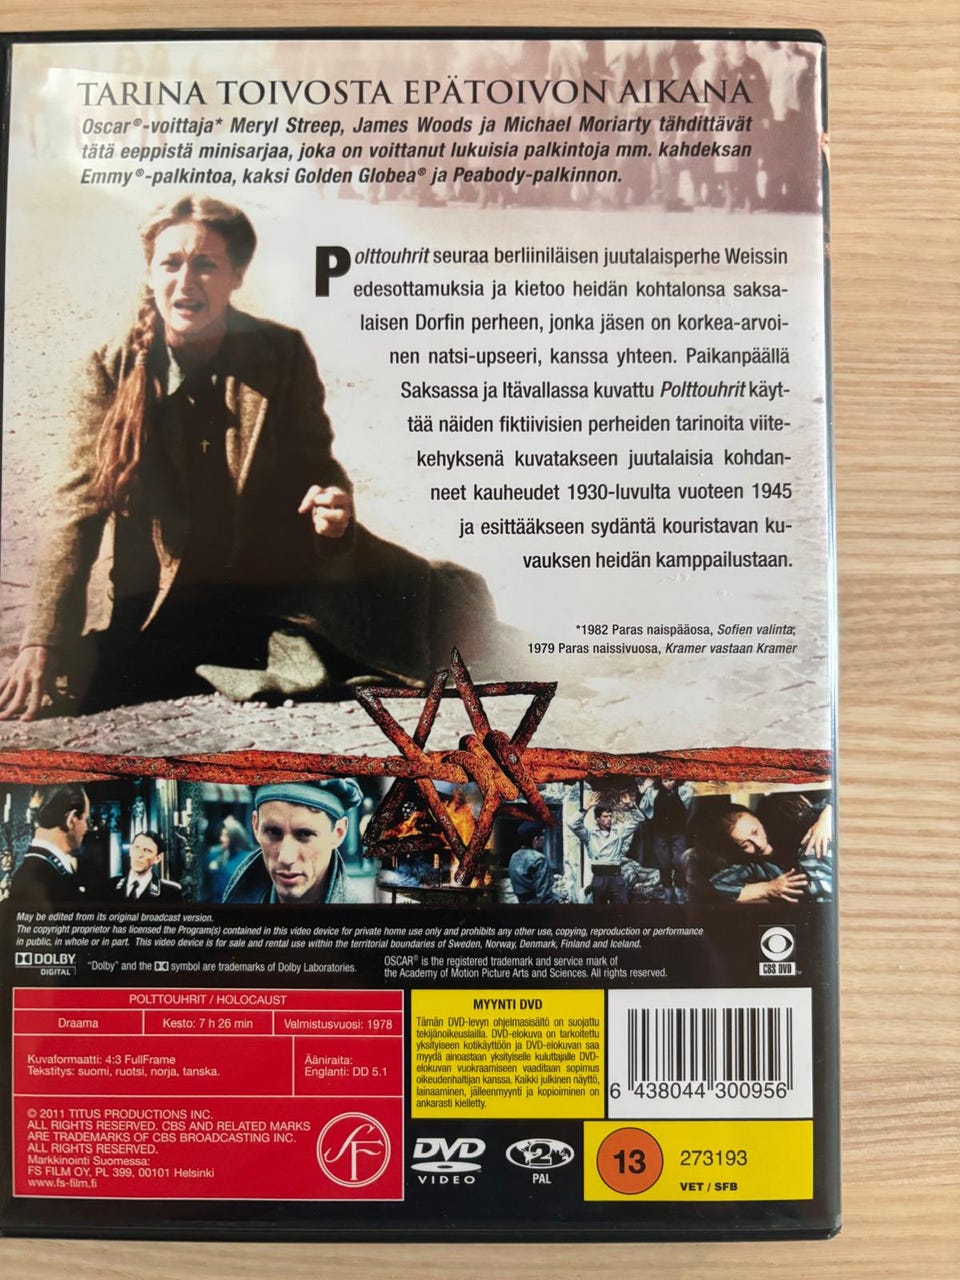 TARINA TOIVOSTA EPÄTOIVON AIKANA
Oscar®-voittaja* Meryl Streep, James Woods ja Michael Moriarty tähdittävät
tätä eeppistä minisarjaa, joka on voittanut lukuisia palkintoja mm. kahdeksan
Emmy®-palkintoa, kaksi Golden Globea® ja Peabody-palkinnon.
Polttouhrit seuraa berliiniläisen juutalaisperhe Weissin
edesottamuksia ja kietoo heidän kohtalonsa saksa-
laisen Dorfin perheen, jonka jäsen on korkea-arvoi-
nen natsi-upseeri, kanssa yhteen. Paikanpäällä
Saksassa ja Itävallassa kuvattu Polttouhrit käyt-
tää näiden fiktiivisien perheiden tarinoita viite-
kehyksenä kuvatakseen juutalaisia kohdan-
neet kauheudet 1930-luvulta vuoteen 1945
ja esittääkseen sydäntä kouristavan ku-
vauksen heidän kamppailustaan.
*1982 Paras naispääosa, Sofien valinta;
1979 Paras naissivuosa, Kramer vastaan Kramer
May be edited from its original broadcast version.
The copyright proprietor has licensed the Program(s) contained in this video device for private home use only and prohibits any other use, copying, reproduction or performance
in public, in whole or in part. This video device is for sale and rental use within the territorial boundaries of Sweden, Norway, Denmark, Finland and Iceland.
DOLBY
DIGITAL
"Dolby" and the symbol are trademarks of Dolby Laboratories.
OSCAR® is the registered trademark and service mark of
the Academy of Motion Picture Arts and Sciences. All rights reserved.
CBS DVD
POLTTOUHRIT / HOLOCAUST
Draama
Kesto: 7 h 26 min
Valmistusvuosi: 1978
Kuvaformaatti: 4:3 FullFrame
Tekstitys: suomi, ruotsi, norja, tanska.
Ääniraita:
Englanti: DD 5.1
© 2011 TITUS PRODUCTIONS INC.
ALL RIGHTS RESERVED. CBS AND RELATED MARKS
ARE TRADEMARKS OF CBS BROADCASTING INC.
ALL RIGHTS RESERVED.
Markkinointi Suomessa:
FS FILM OY, PL 399, 00101 Helsinki
www.fs-film.fi
SF
MYYNTI DVD
Tämän DVD-levyn ohjelmasisältö on suojattu
tekijänoikeuslailla. DVD-elokuva on tarkoitettu
yksityiseen kotikäyttöön ja DVD-elokuvan saa
myydä ainoastaan yksityiselle kuluttajalle DVD-
elokuvan vuokraamiseen vaaditaan sopimus
oikeudenhaltijan kanssa. Kaikki julkinen näyttö,
lainaaminen, jälleenmyynti ja kopioiminen on
ankarasti kielletty.
6 438044 300956
DVD
VIDEO
2
PAL
13
273193
VET / SFB